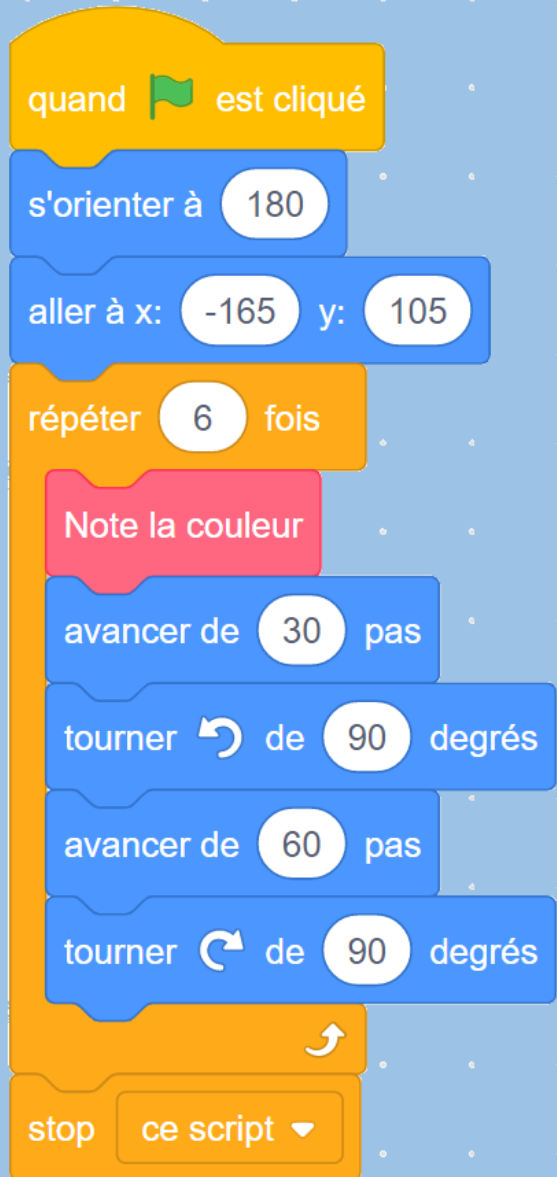 quand est cliqué
s'orienter à 180
aller à x: -165 y: 105
répéter 6 fois
Note la couleur
avancer de 30 pas
tourner de 90 degrés
avancer de 60 pas
tourner de 90 degrés
stop ce script